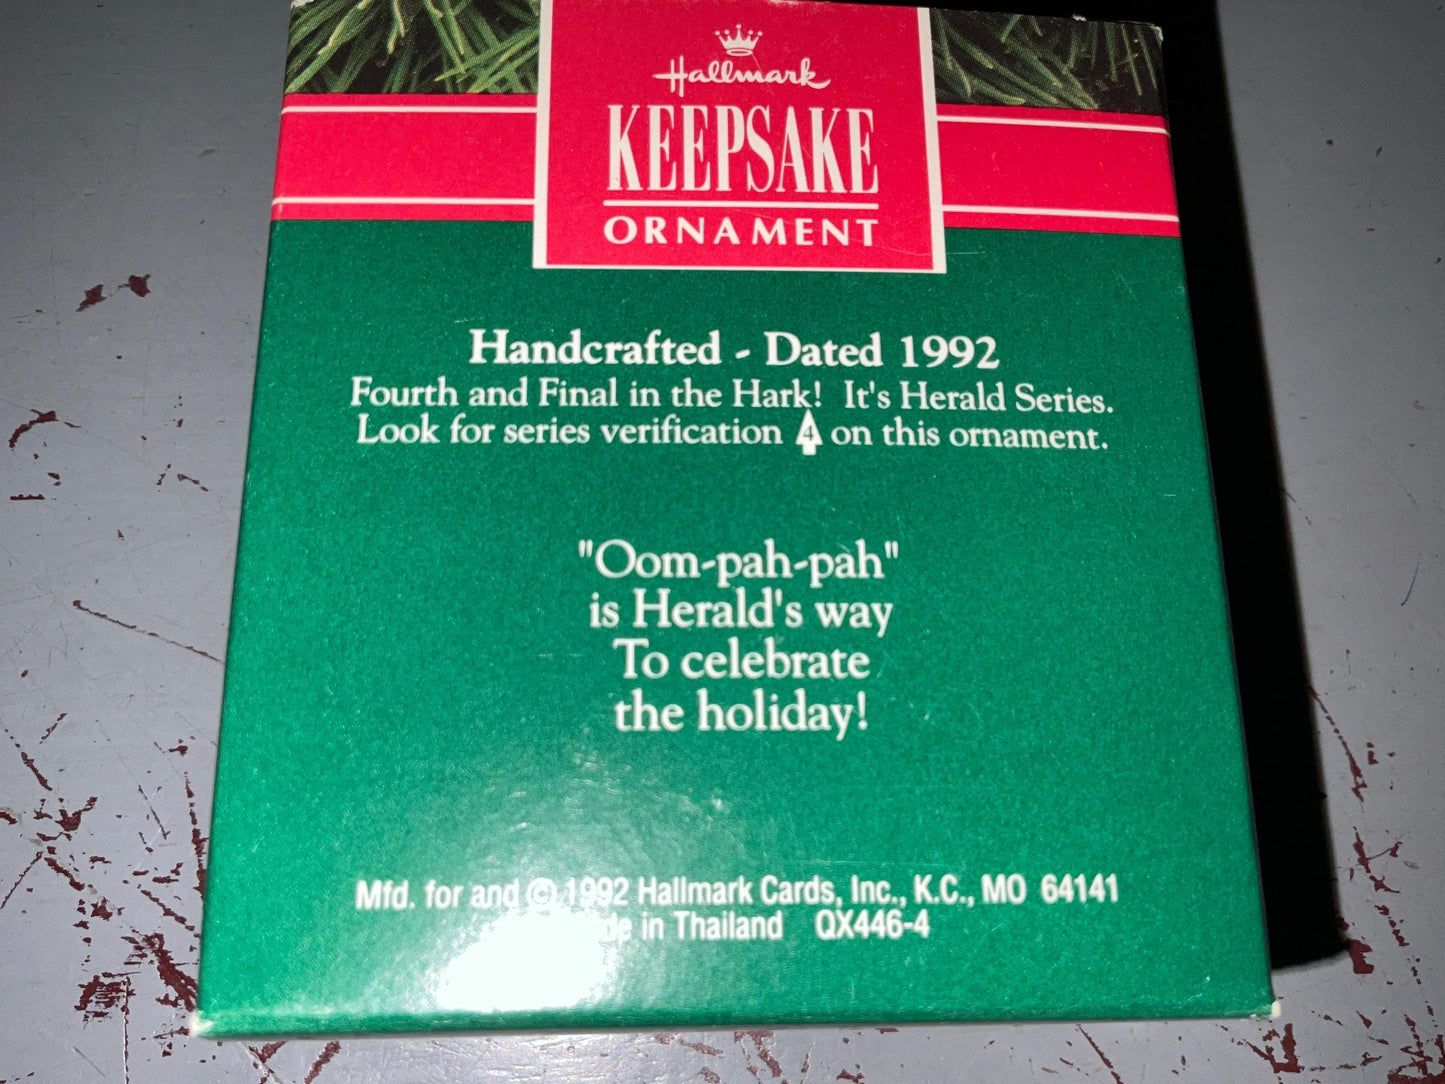 Hallmark
KEEPSAKE
ORNAMENT
Handcrafted - Dated 1992
Fourth and Final in the Hark! It's Herald Series.
Look for series verification 4 on this ornament.
"Oom-pah-pah"
is Herald's way
To celebrate
the holiday!
Mfd. for and © 1992 Hallmark Cards, Inc., K.C., MO 64141
in Thailand QX446-4